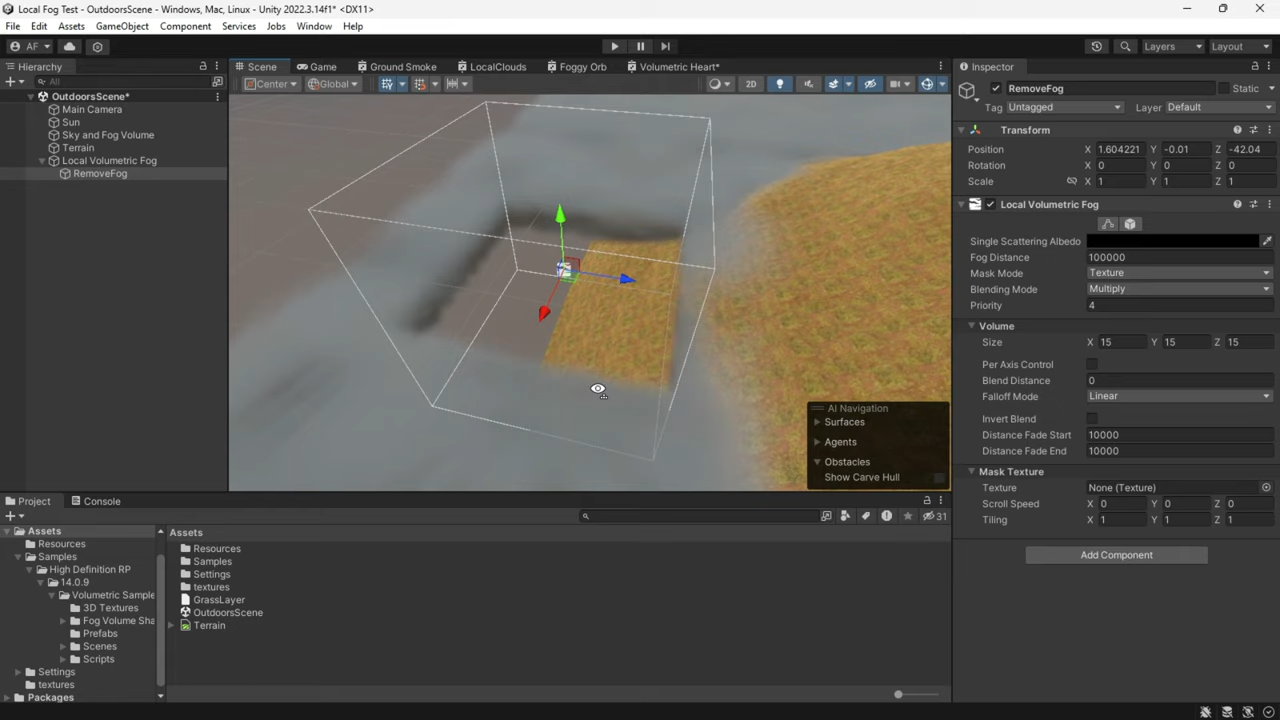 Local Fog Test - OutdoorsScene - Windows, Mac, Linux - Unity 2022.3.14f1* <DX11>
File Edit Assets GameObject Component Services Jobs Window Help
AF Layers Layout
Hierarchy
All
OutdoorsScene*
Main Camera
Sun
Sky and Fog Volume
Terrain
Local Volumetric Fog
RemoveFog
Scene Game Ground Smoke LocalClouds Foggy Orb Volumetric Heart*
Center Global 2D
AI Navigation
Surfaces
Agents
Obstacles
Show Carve Hull
Inspector
RemoveFog Static
Tag Untagged Layer Default
Transform
Position X 1.604221 Y -0.01 Z -42.04
Rotation X 0 Y 0 Z 0
Scale X 1 Y 1 Z 1
Local Volumetric Fog
Single Scattering Albedo
Fog Distance 100000
Mask Mode Texture
Blending Mode Multiply
Priority 4
Volume
Size X 15 Y 15 Z 15
Per Axis Control
Blend Distance 0
Falloff Mode Linear
Invert Blend
Distance Fade Start 10000
Distance Fade End 10000
Mask Texture
Texture None (Texture)
Scroll Speed X 0 Y 0 Z 0
Tiling X 1 Y 1 Z 1
Add Component
Project Console
31
Assets
Resources
Samples
High Definition RP
14.0.9
Volumetric Sample
3D Textures
Fog Volume Sha
Prefabs
Scenes
Scripts
Settings
textures
Packages
Assets
Resources
Samples
Settings
textures
GrassLayer
OutdoorsScene
Terrain